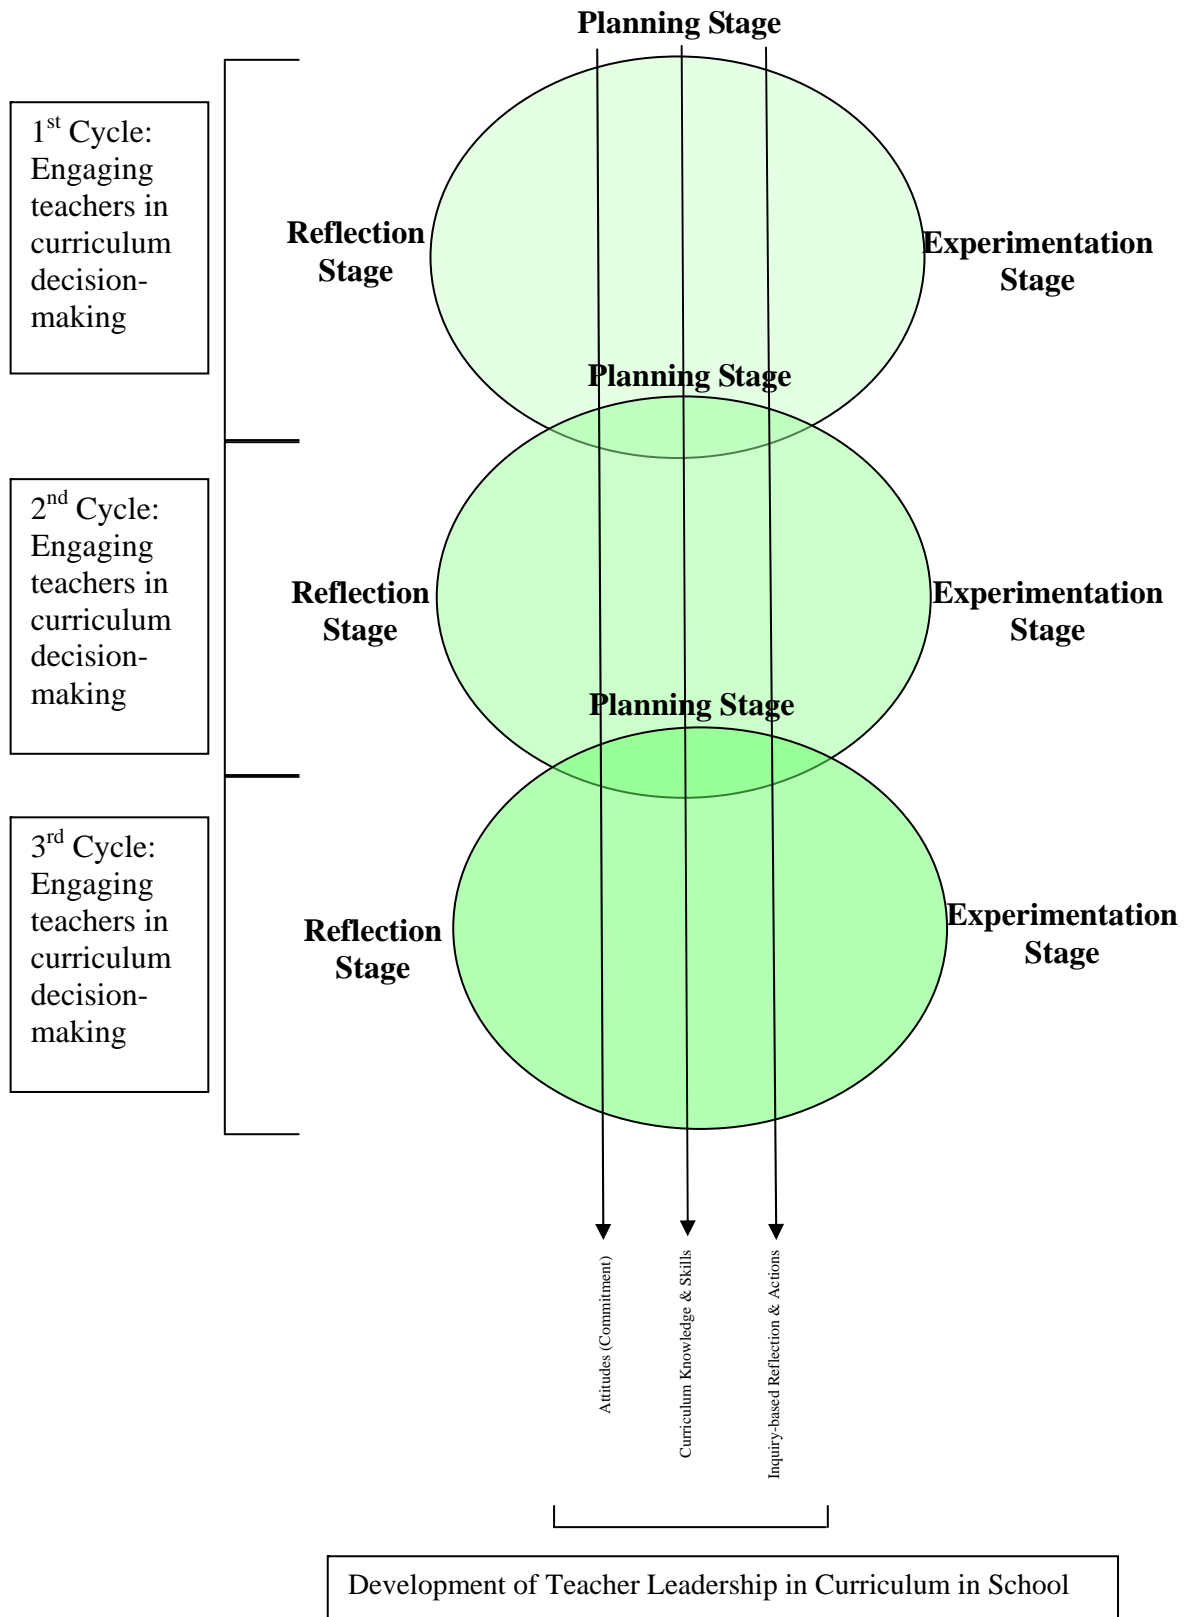 Planning Stage
1st Cycle:
Engaging
teachers in
curriculum
decision-
making
Reflection
Stage
Experimentation
Stage
Planning Stage
2nd Cycle:
Engaging
teachers in
curriculum
decision-
making
Reflection
Stage
Experimentation
Stage
Planning Stage
3rd Cycle:
Engaging
teachers in
curriculum
decision-
making
Reflection
Stage
Experimentation
Stage
Attitudes (Commitment)
Curriculum Knowledge & Skills
Inquiry-based Reflection & Actions
Development of Teacher Leadership in Curriculum in School